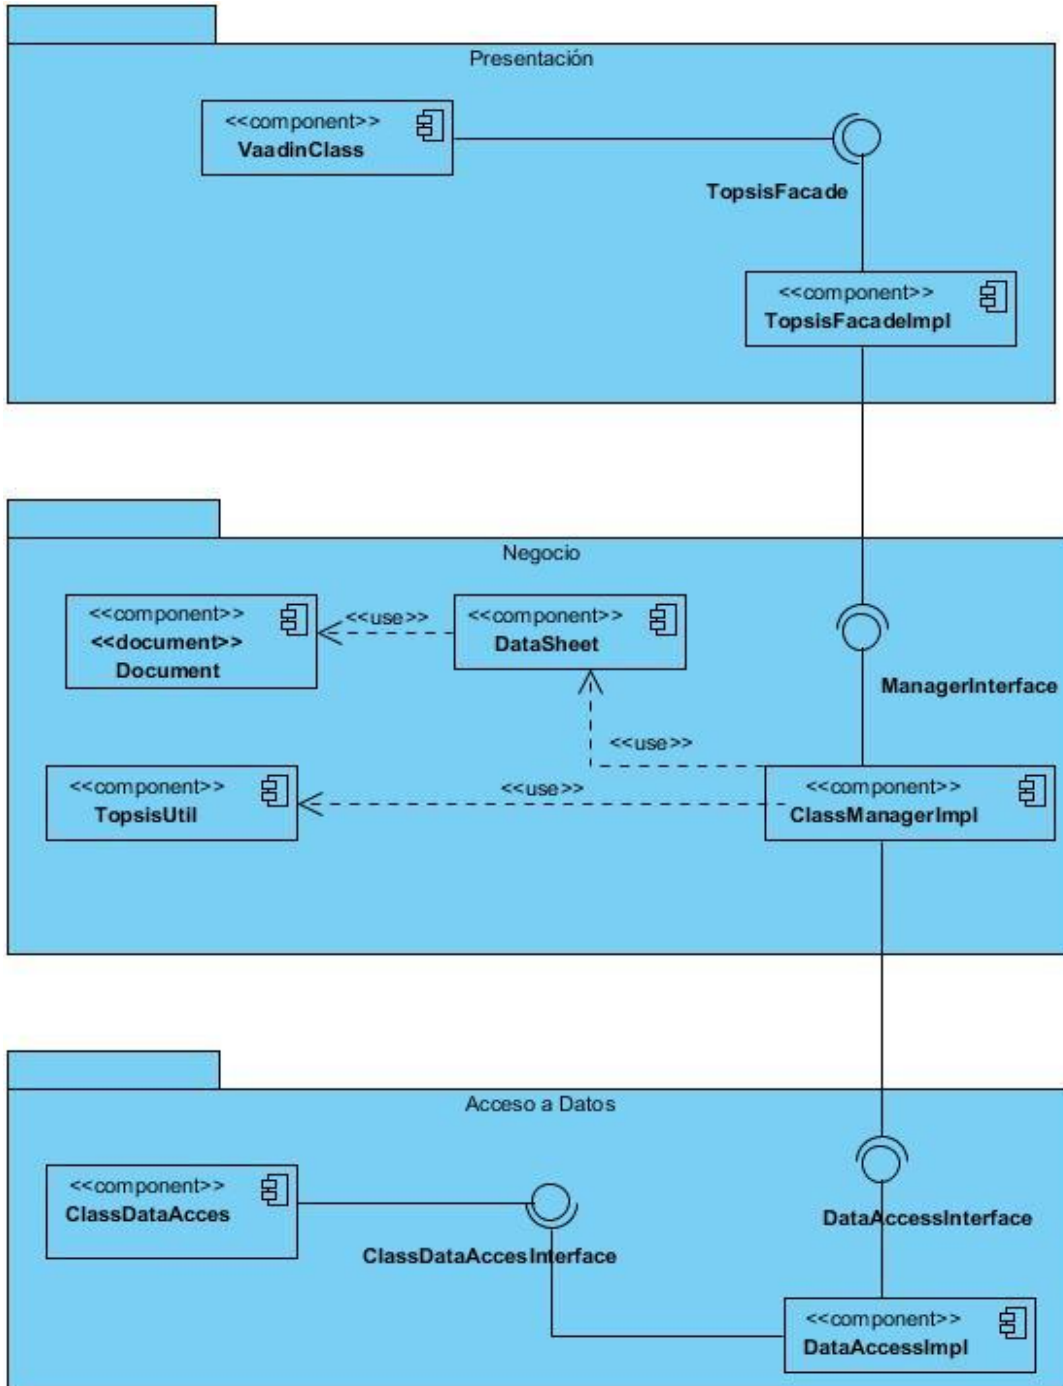 Presentación
<<component>>
VaadinClass
TopsisFacade
<<component>>
TopsisFacadeImpl
Negocio
<<component>>
<<document>>
Document
<<use>>
<<component>>
DataSheet
ManagerInterface
<<use>>
<<component>>
TopsisUtil
<<use>>
<<component>>
ClassManagerImpl
Acceso a Datos
<<component>>
ClassDataAcces
ClassDataAccesInterface
DataAccessInterface
<<component>>
DataAccessImpl